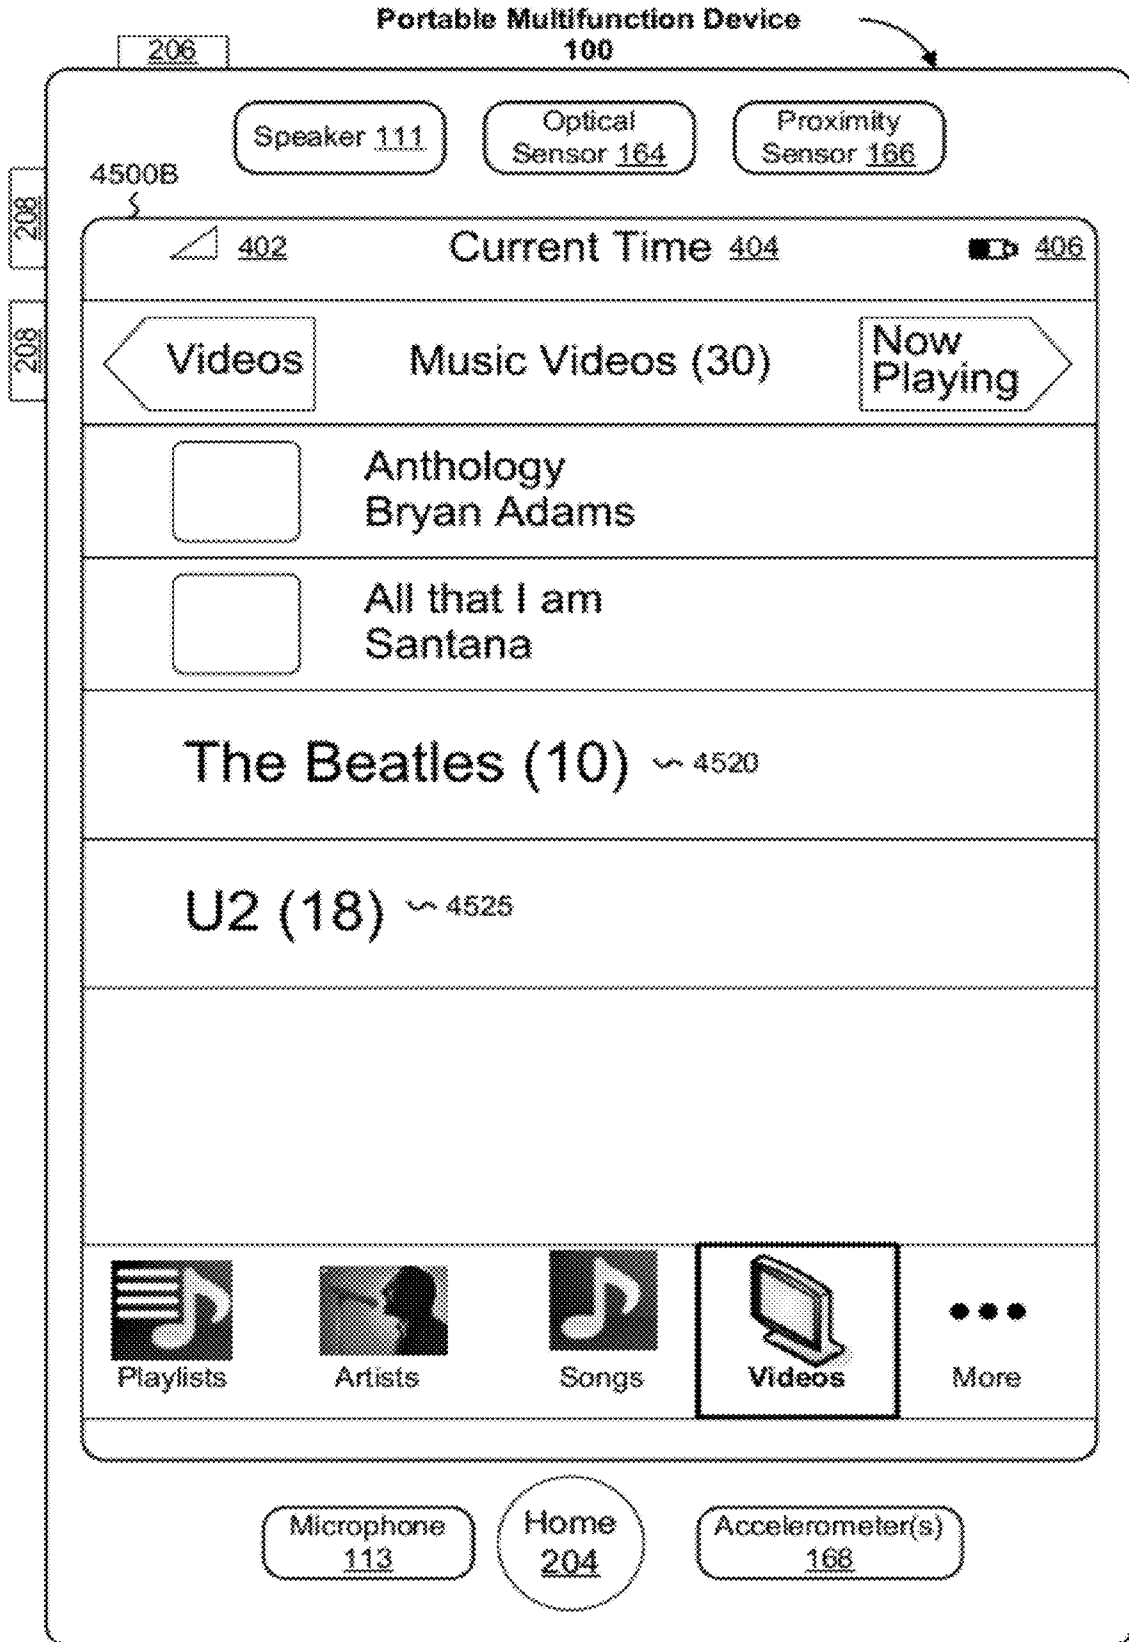 Portable Multifunction Device
100
206
Speaker 111
Optical
Sensor 164
Proximity
Sensor 166
4500B
208
208
402
Current Time 404
406
Videos
Music Videos (30)
Now
Playing
Anthology
Bryan Adams
All that I am
Santana
The Beatles (10)
4520
U2 (18)
4525
Playlists
Artists
Songs
Videos
More
Microphone
113
Home
204
Accelerometer(s)
168